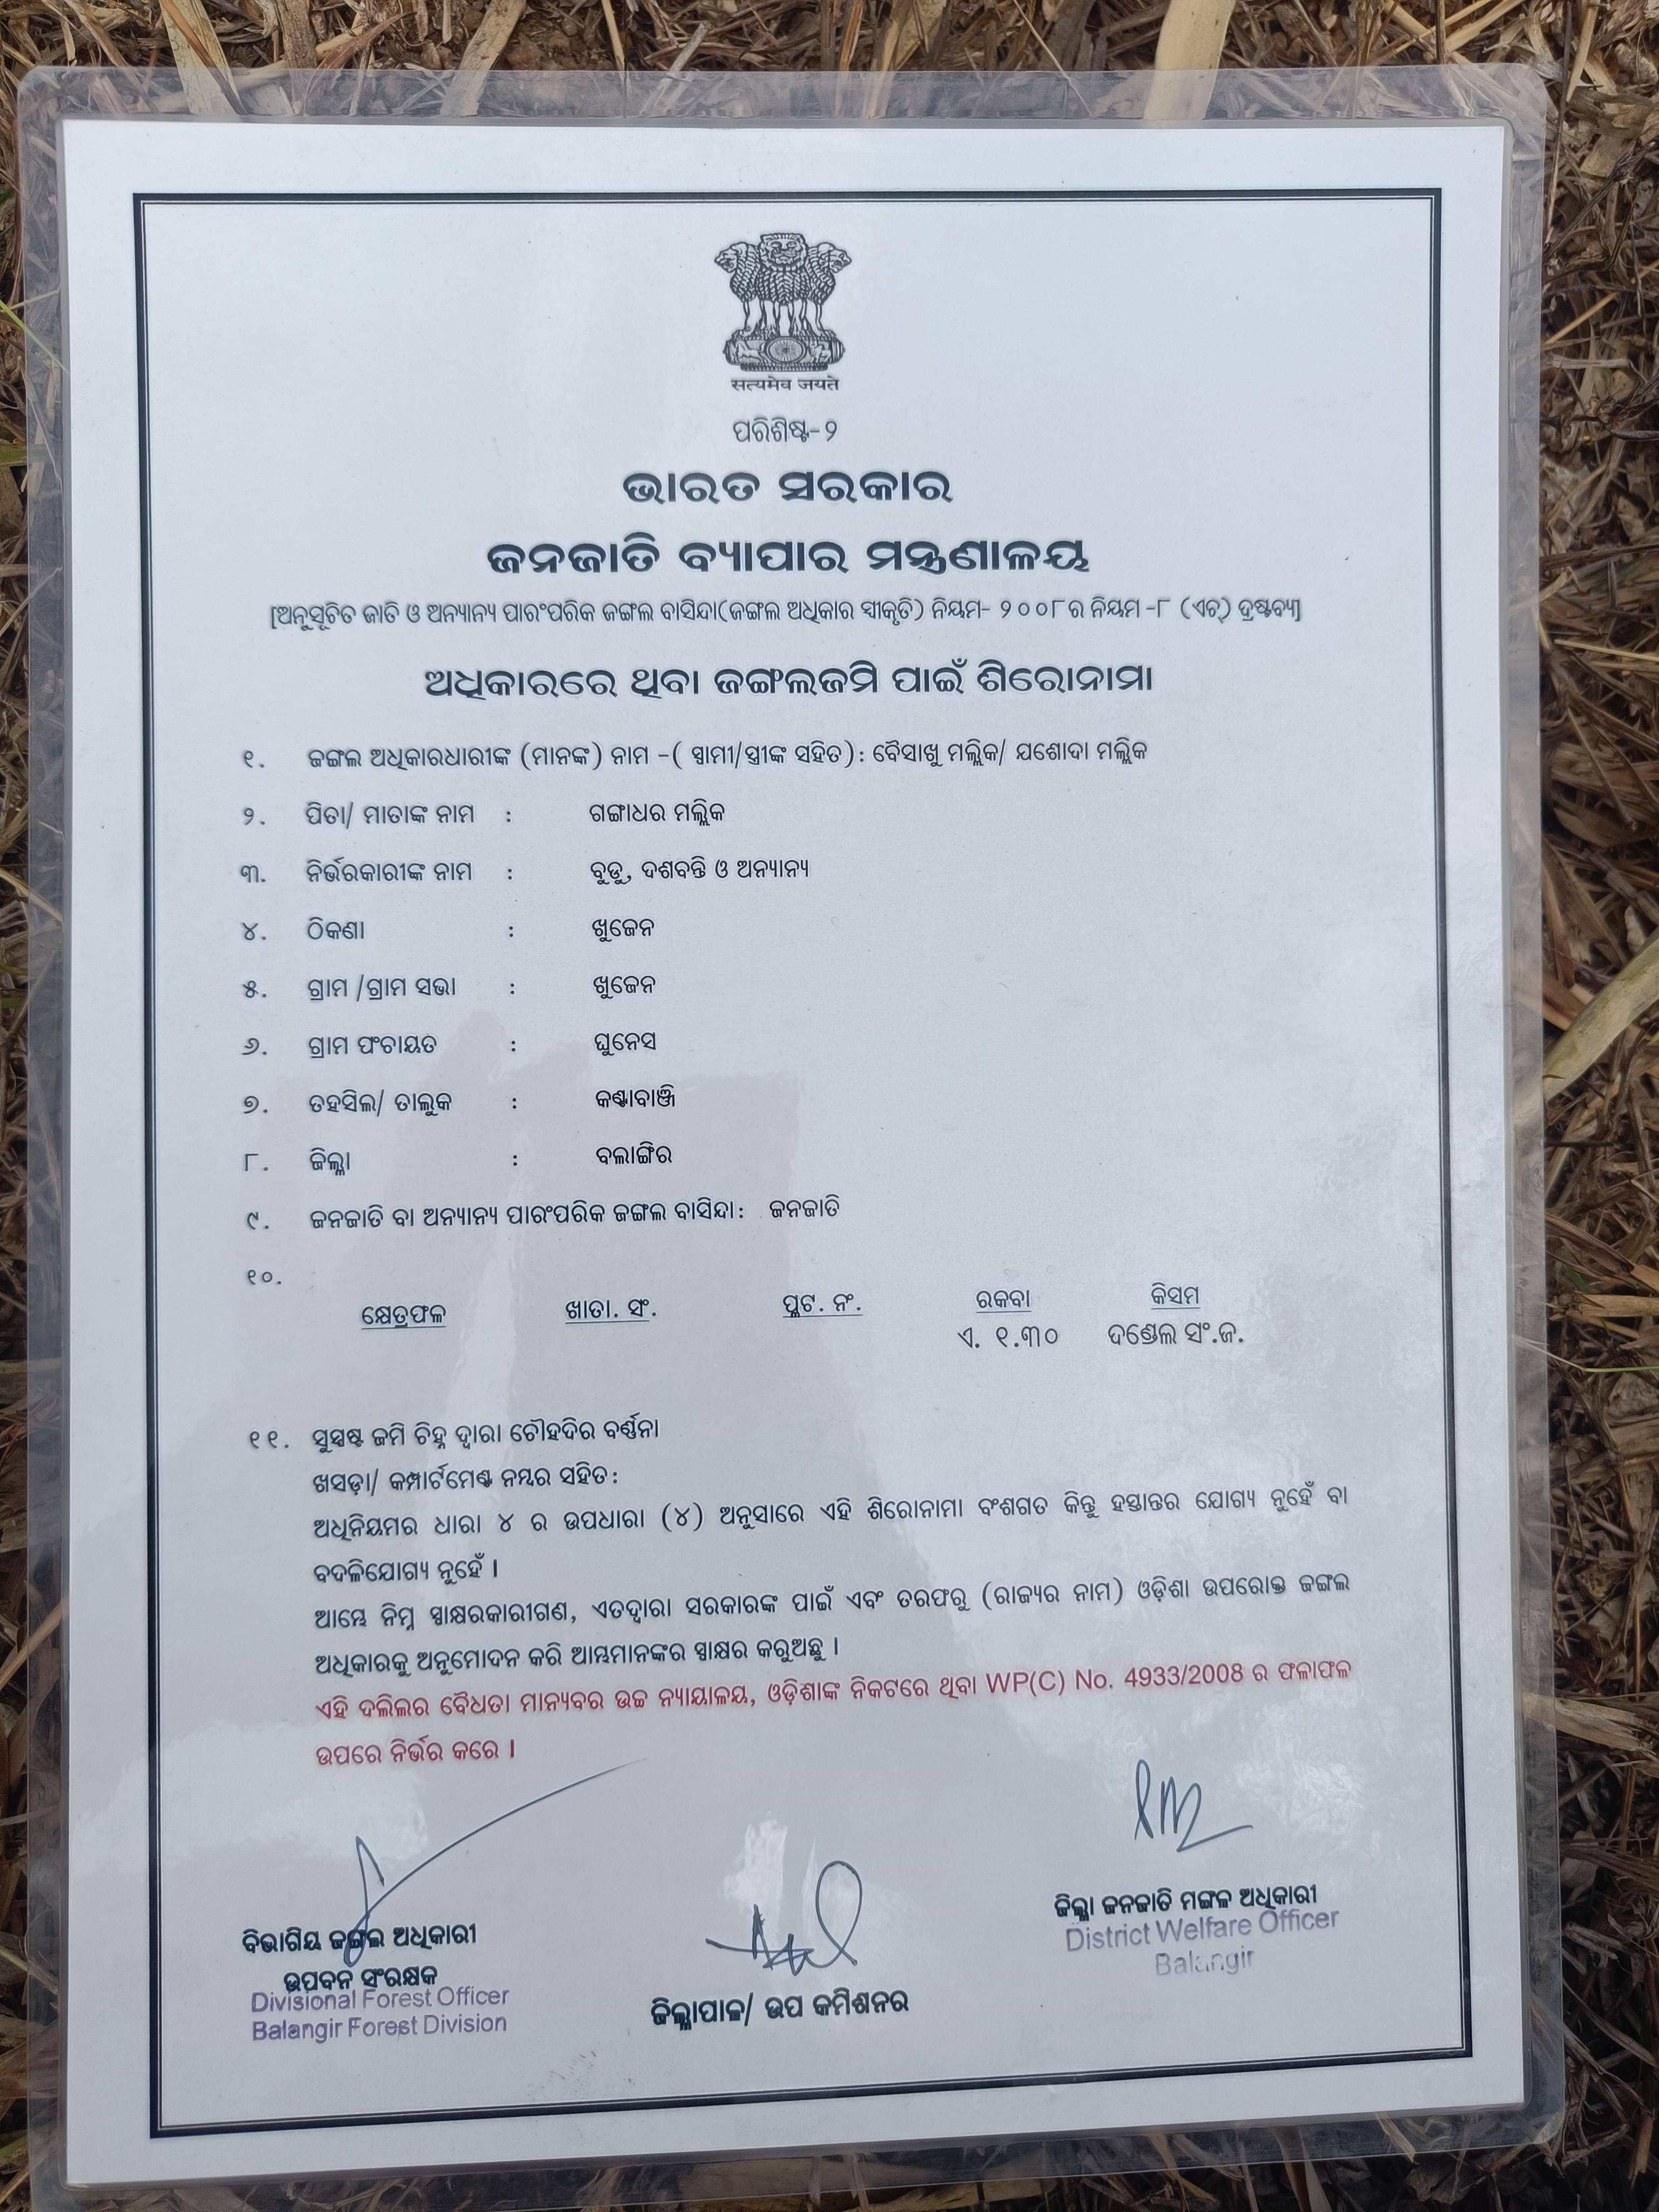 सत्यमेव जयते
ପରିଶିଷ୍ଟ-୨
ଭାରତ ସରକାର
ଜନଜାତି ବ୍ୟାପାର ମନ୍ତ୍ରଣାଳୟ
[ଅନୁସୂଚିତ ଜାତି ଓ ଅନ୍ୟାନ୍ୟ ପାରଂପରିକ ଜଙ୍ଗଲ ବାସିନ୍ଦା(ଜଙ୍ଗଲ ଅଧିକାର ସ୍ୱୀକୃତି) ନିୟମ- ୨୦୦୮ର ନିୟମ -୮ (ଏଚ୍) ଦ୍ରଷ୍ଟବ୍ୟ]
ଅଧିକାରରେ ଥିବା ଜଙ୍ଗଲଜମି ପାଇଁ ଶିରୋନାମା
୧. ଜଙ୍ଗଲ ଅଧିକାରଧାରୀଙ୍କ (ମାନଙ୍କ) ନାମ -( ସ୍ୱାମୀ/ସ୍ତ୍ରୀଙ୍କ ସହିତ): ବୈସାଖୁ ମଲ୍ଲିକ/ ଯଶୋଦା ମଲ୍ଲିକ
୨. ପିତା/ ମାତାଙ୍କ ନାମ : ଗଙ୍ଗାଧର ମଲ୍ଲିକ
୩. ନିର୍ଭରକାରୀଙ୍କ ନାମ : ବୁଡୁ, ଦଶବନ୍ତି ଓ ଅନ୍ୟାନ୍ୟ
୪. ଠିକଣା : ଖୁଜେନ
୫. ଗ୍ରାମ /ଗ୍ରାମ ସଭା : ଖୁଜେନ
୬. ଗ୍ରାମ ପଂଚାୟତ : ଘୁନେସ
୭. ତହସିଲ/ ତାଲୁକ : କଣ୍ଟାବାଞ୍ଜି
୮. ଜିଲ୍ଲା : ବଲାଙ୍ଗିର
୯. ଜନଜାତି ବା ଅନ୍ୟାନ୍ୟ ପାରଂପରିକ ଜଙ୍ଗଲ ବାସିନ୍ଦା: ଜନଜାତି
୧୦.
କ୍ଷେତ୍ରଫଳ ଖାତା. ସଂ. ପ୍ଲଟ. ନଂ. ରକବା କିସମ
ଏ. ୧.୩୦ ଦଣ୍ଡେଲ ସଂ.ଜ.
୧୧. ସୁସ୍ପଷ୍ଟ ଜମି ଚିହ୍ନ ଦ୍ୱାରା ଚୌହଦିର ବର୍ଣ୍ଣନା
ଖସଡ଼ା/ କମ୍ପାର୍ଟମେଣ୍ଟ ନମ୍ବର ସହିତ:
ଅଧିନିୟମର ଧାରା ୪ ର ଉପଧାରା (୪) ଅନୁସାରେ ଏହି ଶିରୋନାମା ବଂଶଗତ କିନ୍ତୁ ହସ୍ତାନ୍ତର ଯୋଗ୍ୟ ନୁହେଁ ବା
ବଦଳିଯୋଗ୍ୟ ନୁହେଁ ।
ଆମ୍ଭେ ନିମ୍ନ ସ୍ୱାକ୍ଷରକାରୀଗଣ, ଏତଦ୍ୱାରା ସରକାରଙ୍କ ପାଇଁ ଏବଂ ତରଫରୁ (ରାଜ୍ୟର ନାମ) ଓଡ଼ିଶା ଉପରୋକ୍ତ ଜଙ୍ଗଲ
ଅଧିକାରକୁ ଅନୁମୋଦନ କରି ଆମ୍ଭମାନଙ୍କର ସ୍ୱାକ୍ଷର କରୁଅଛୁ ।
ଏହି ଦଲିଲର ବୈଧତା ମାନ୍ୟବର ଉଚ୍ଚ ନ୍ୟାୟାଳୟ, ଓଡ଼ିଶାଙ୍କ ନିକଟରେ ଥିବା WP(C) No. 4933/2008 ର ଫଳାଫଳ
ଉପରେ ନିର୍ଭର କରେ ।
ବିଭାଗିୟ ଜଙ୍ଗଲ ଅଧିକାରୀ
ଉପବନ ସଂରକ୍ଷକ
Divisional Forest Officer
Balangir Forest Division
ଜିଲ୍ଲାପାଳ/ ଉପ କମିଶନର
ଜିଲ୍ଲା ଜନଜାତି ମଙ୍ଗଳ ଅଧିକାରୀ
District Welfare Officer
Balangir